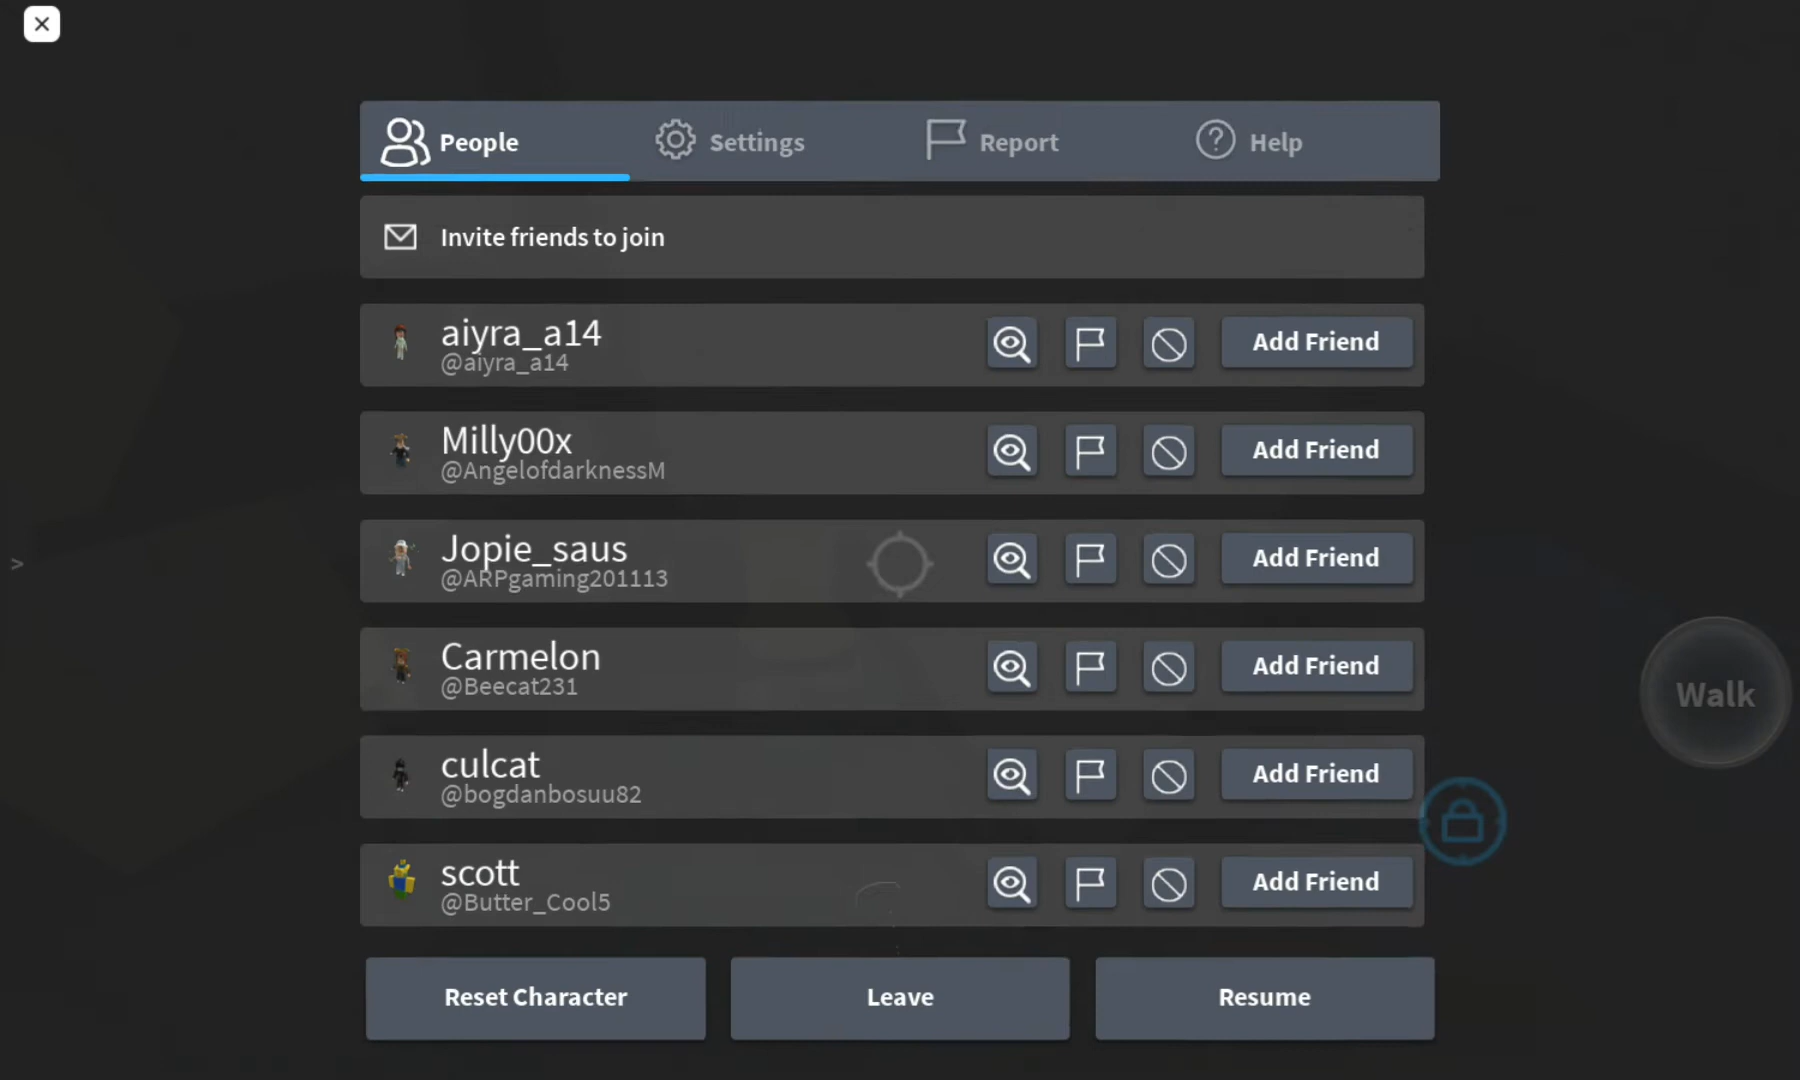 People
Settings
Report
Help
Invite friends to join
aiyra_a14
@aiyra_a14
Add Friend
Milly00x
@AngelofdarknessM
Add Friend
Jopie_saus
@ARPgaming201113
Add Friend
Carmelon
@Beecat231
Add Friend
culcat
@bogdanbosuu82
Add Friend
scott
@Butter_Cool5
Add Friend
Walk
Reset Character
Leave
Resume